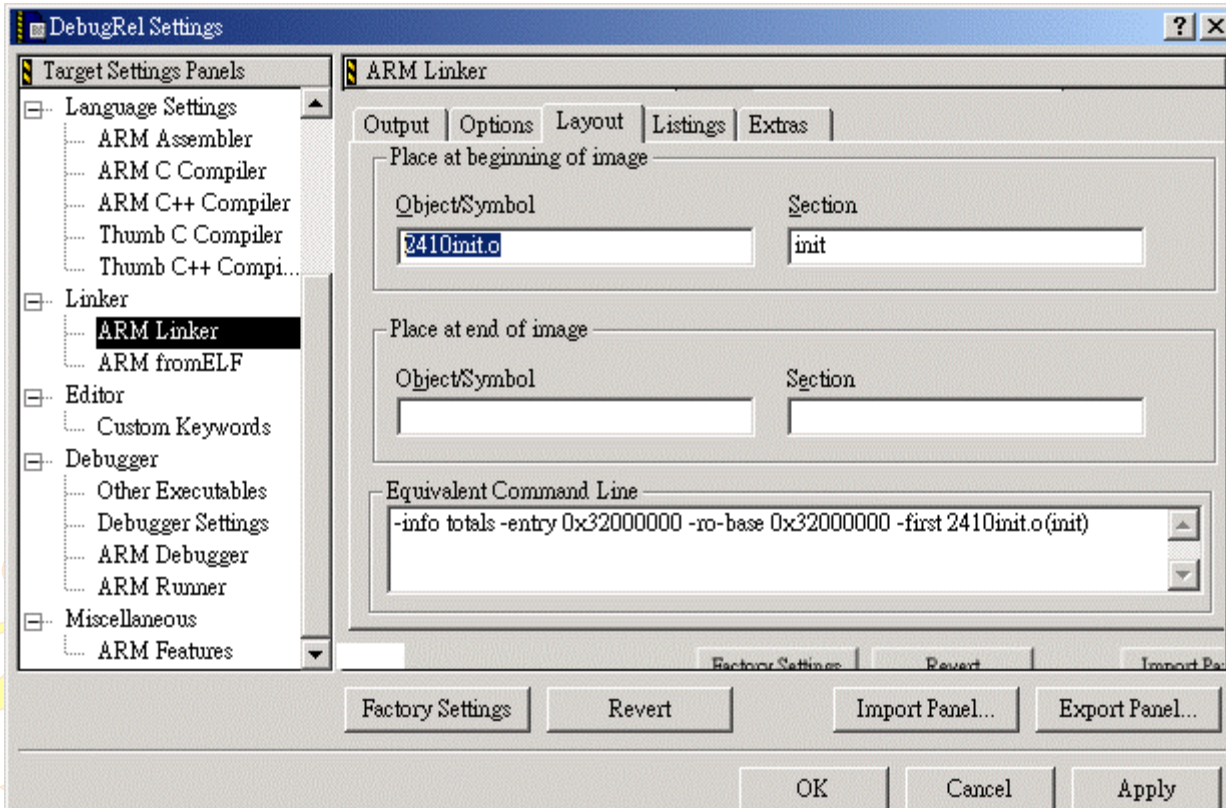 DebugRel Settings
Target Settings Panels
Language Settings
ARM Assembler
ARM C Compiler
ARM C++ Compiler
Thumb C Compiler
Thumb C++ Compi...
Linker
ARM Linker
ARM fromELF
Editor
Custom Keywords
Debugger
Other Executables
Debugger Settings
ARM Debugger
ARM Runner
Miscellaneous
ARM Features
ARM Linker
Output Options Layout Listings Extras
Place at beginning of image
Object/Symbol Section
2410init.o init
Place at end of image
Object/Symbol Section
Equivalent Command Line
-info totals -entry 0x32000000 -ro-base 0x32000000 -first 2410init.o(init)
Factory Settings Revert Import Pa
Factory Settings Revert Import Panel... Export Panel...
OK Cancel Apply